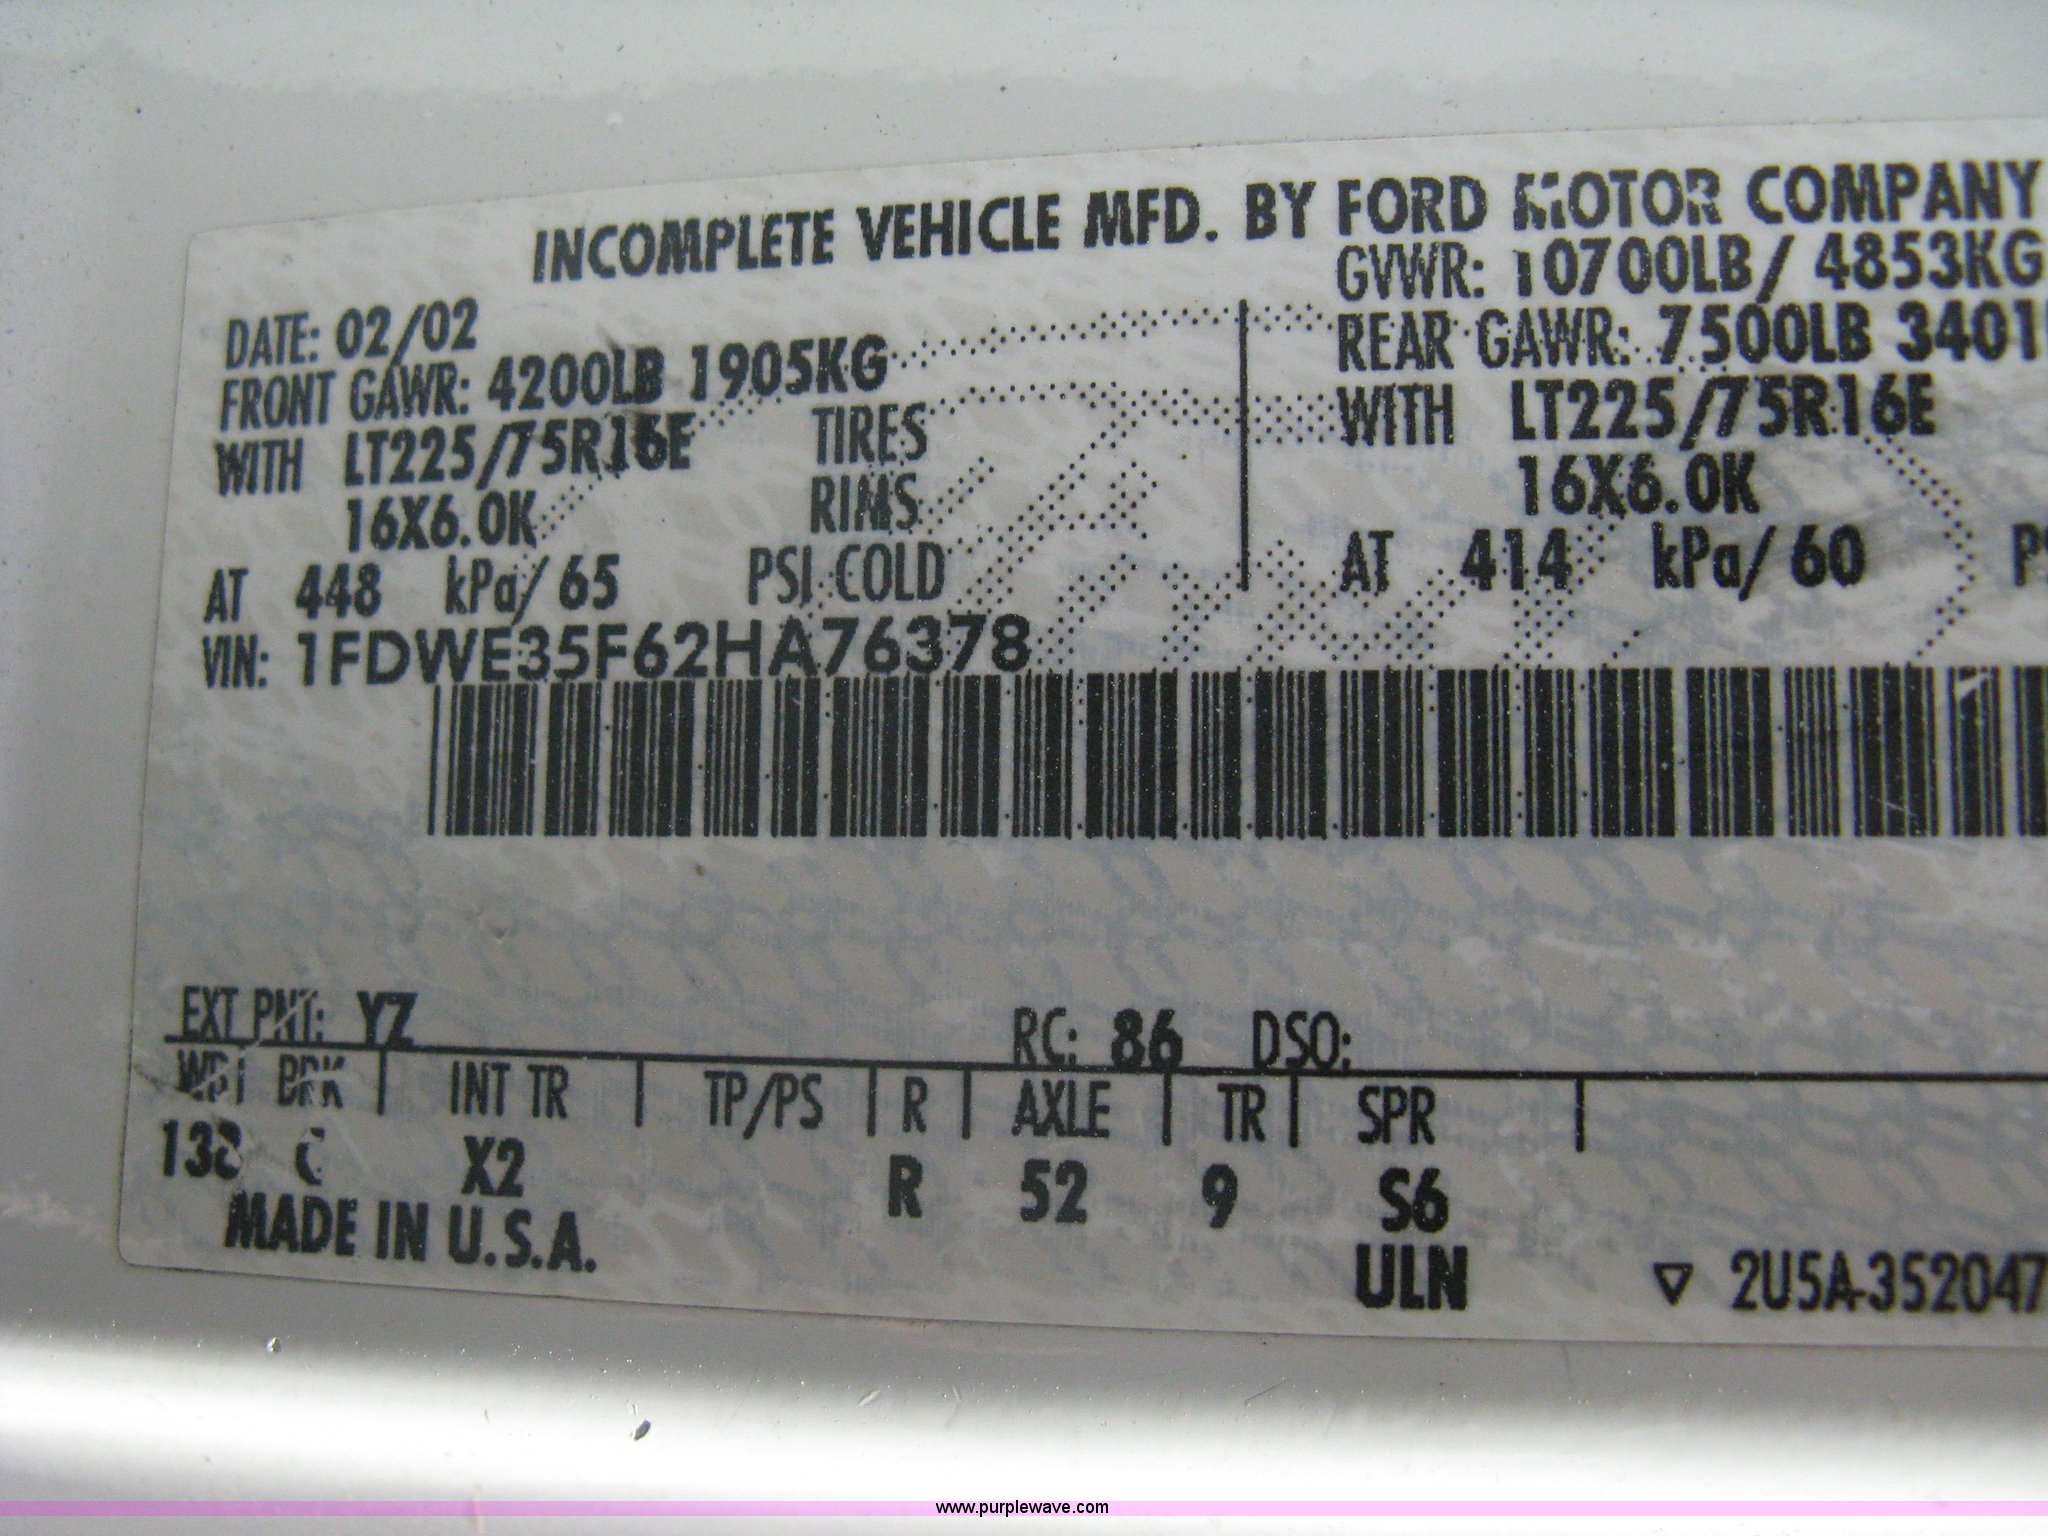 INCOMPLETE VEHICLE MFD. BY FORD MOTOR COMPANY
GVWR: 10700LB/ 4853KG
DATE: 02/02
FRONT GAWR: 4200LB 1905KG
WITH LT225/75R16E TIRES
16X6.0K RIMS
AT 448 kPa/ 65 PSI COLD
REAR GAWR: 7500LB 3401
WITH LT225/75R16E
16X6.0K
AT 414 kPa/ 60
VIN: 1FDWE35F62HA76378
EXT PNT: YZ RC: 86 DSO:
BRK INT TR TP/PS R AXLE TR SPR
138 C X2 R 52 9 S6
MADE IN U.S.A. ULN ▽ 2U5A-352047
www.purplewave.com